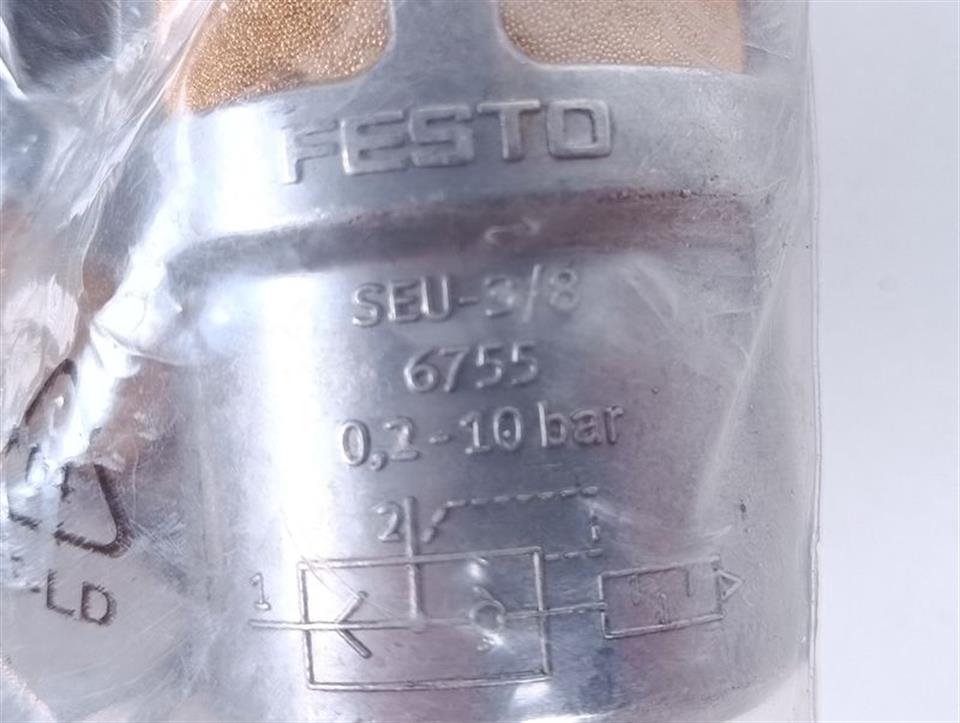 FESTO
SEU-3/8
6755
0,2-10 bar
2
1
-LD